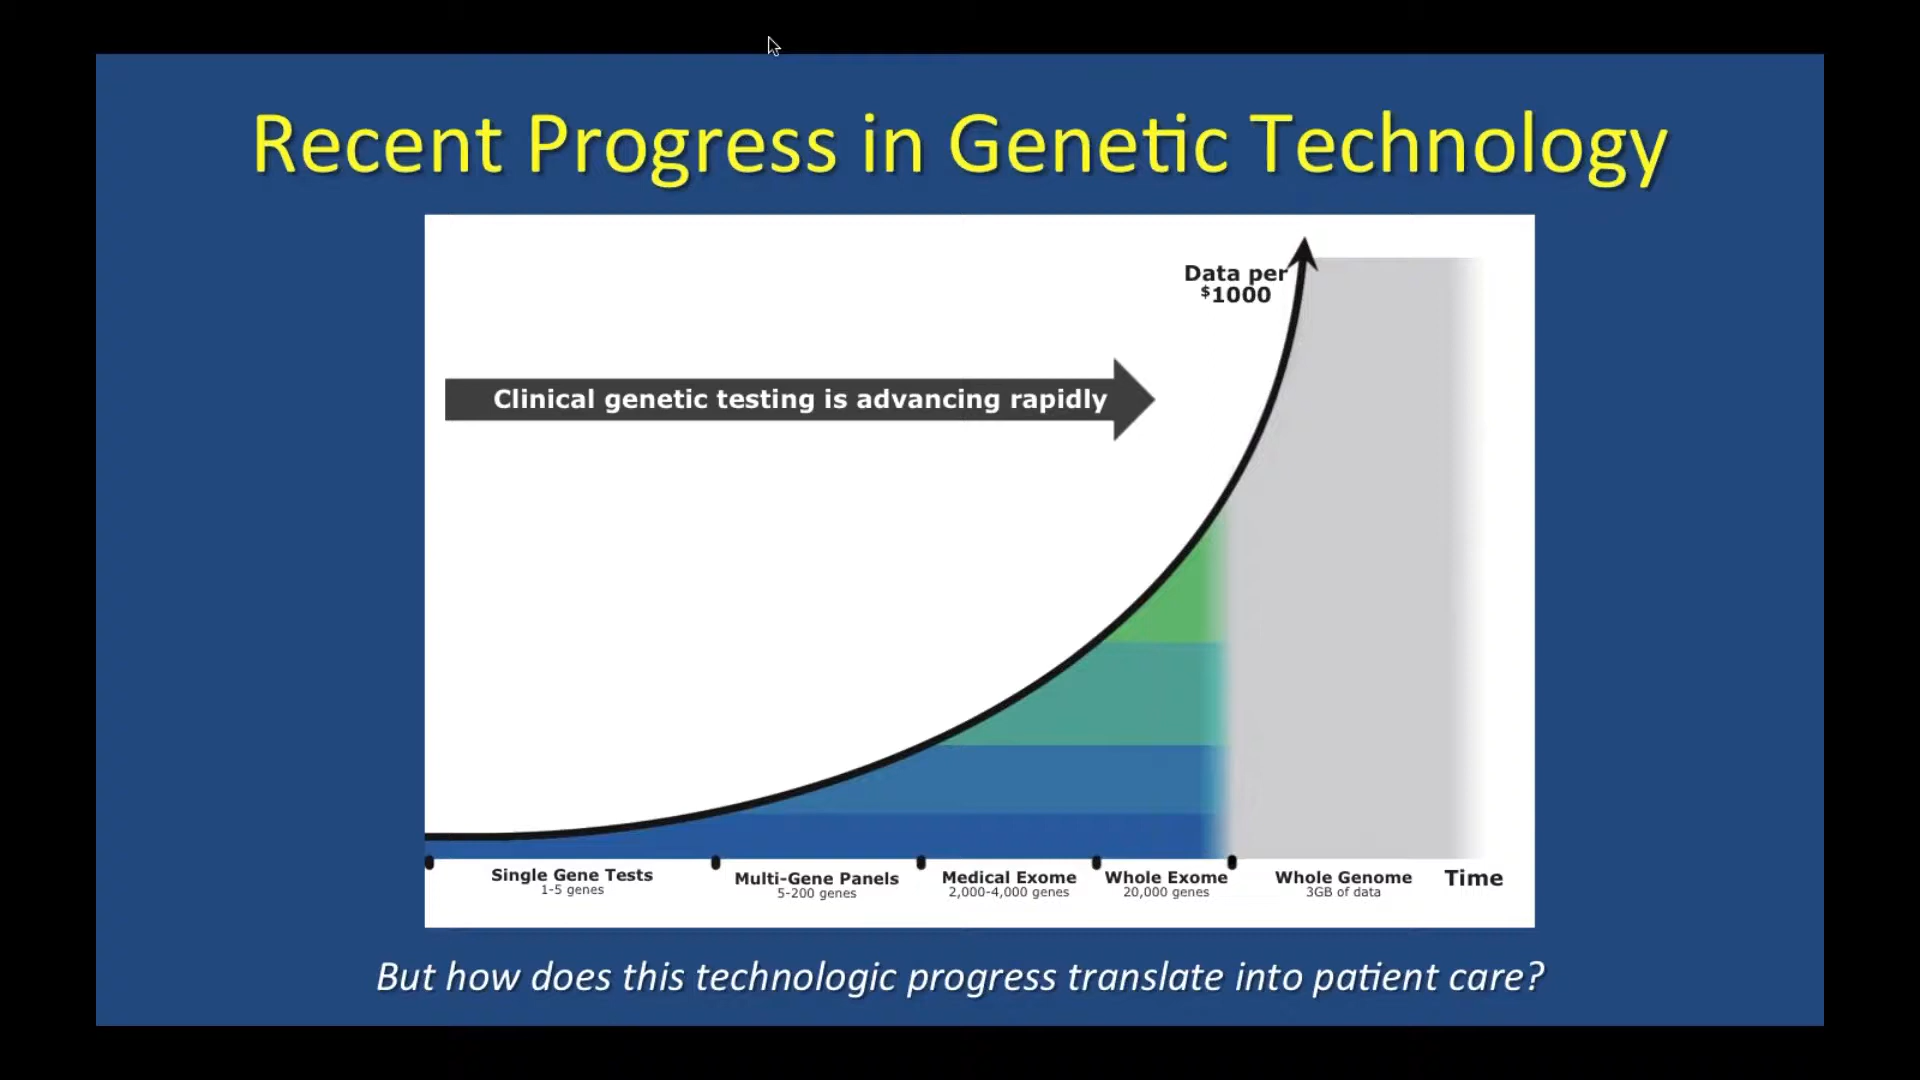 Recent Progress in Genetic Technology
Data per
$1000
Clinical genetic testing is advancing rapidly
Single Gene Tests
1-5 genes
Multi-Gene Panels
5-200 genes
Medical Exome
2,000-4,000 genes
Whole Exome
20,000 genes
Whole Genome
3GB of data
Time
But how does this technologic progress translate into patient care?